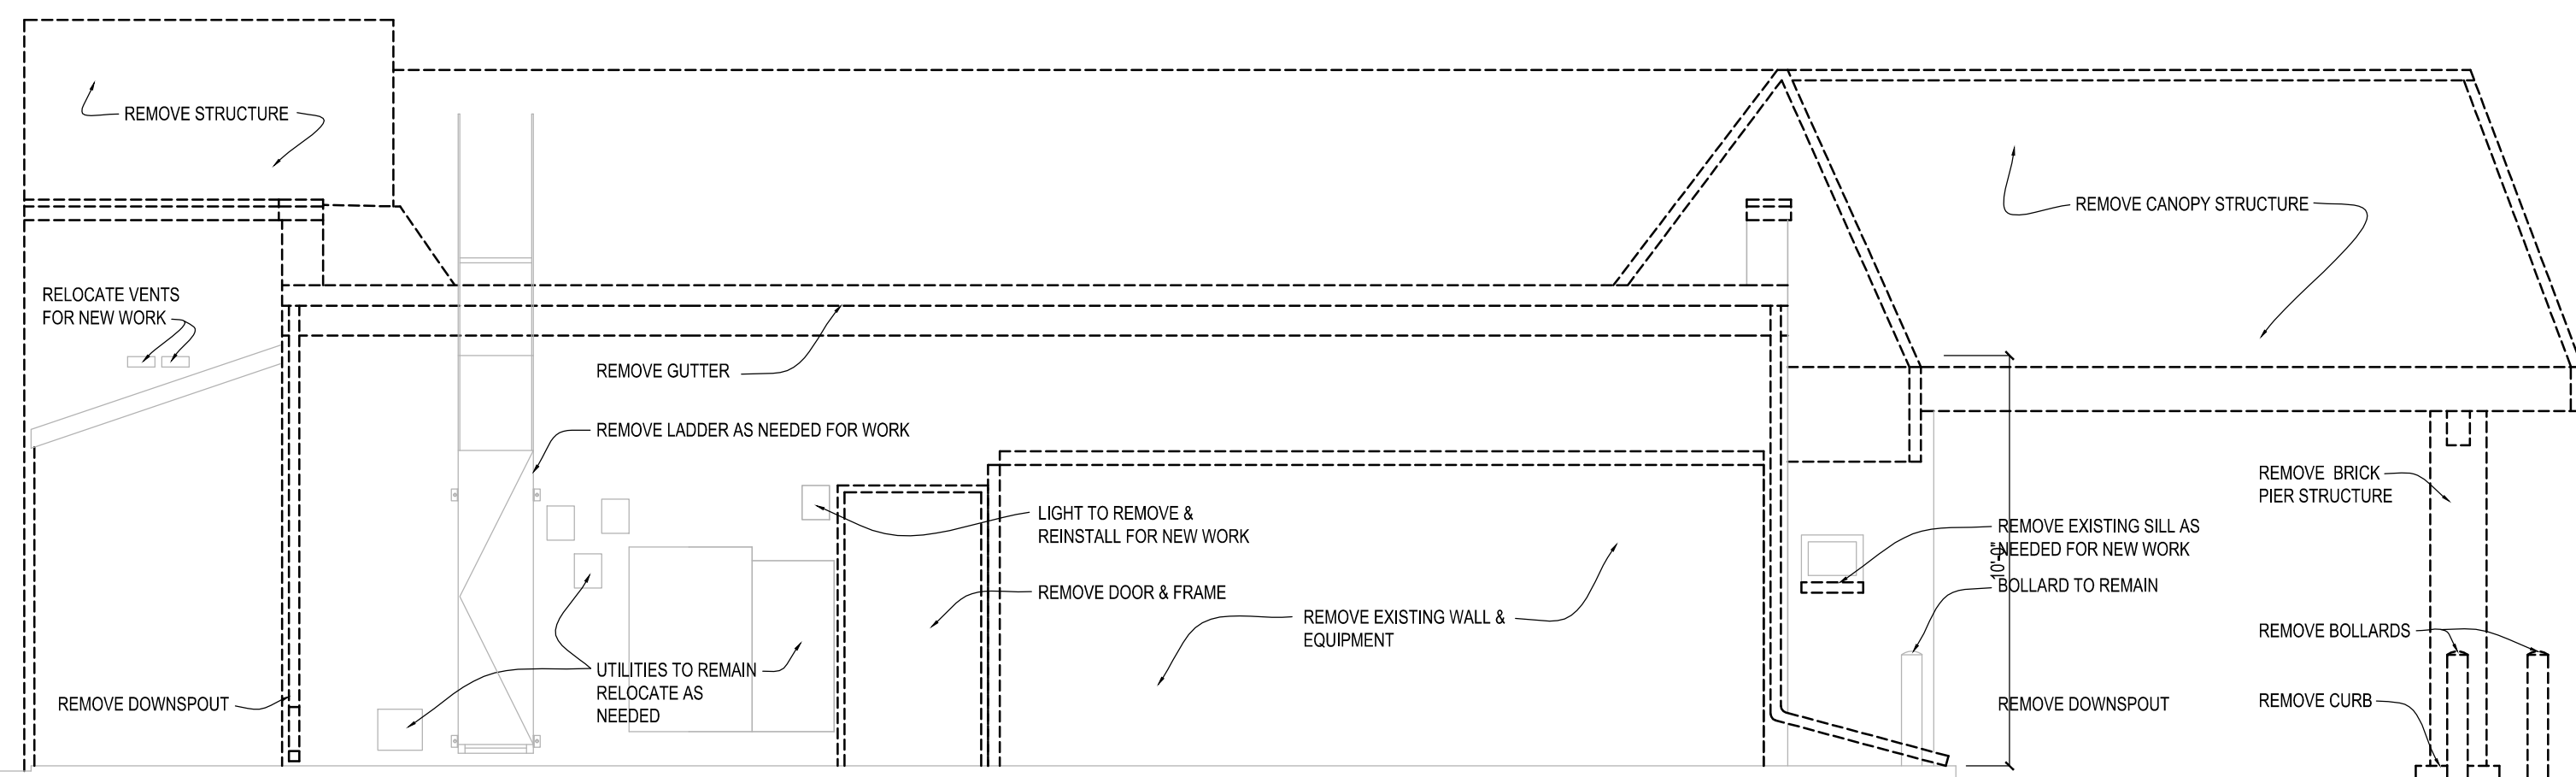 REMOVE STRUCTURE
REMOVE CANOPY STRUCTURE
RELOCATE VENTS
FOR NEW WORK
REMOVE GUTTER
REMOVE LADDER AS NEEDED FOR WORK
LIGHT TO REMOVE &
REINSTALL FOR NEW WORK
REMOVE DOOR & FRAME
REMOVE EXISTING WALL &
EQUIPMENT
UTILITIES TO REMAIN
RELOCATE AS
NEEDED
REMOVE DOWNSPOUT
REMOVE EXISTING SILL AS
NEEDED FOR NEW WORK
10'-0"
BOLLARD TO REMAIN
REMOVE DOWNSPOUT
REMOVE BRICK
PIER STRUCTURE
REMOVE BOLLARDS
REMOVE CURB